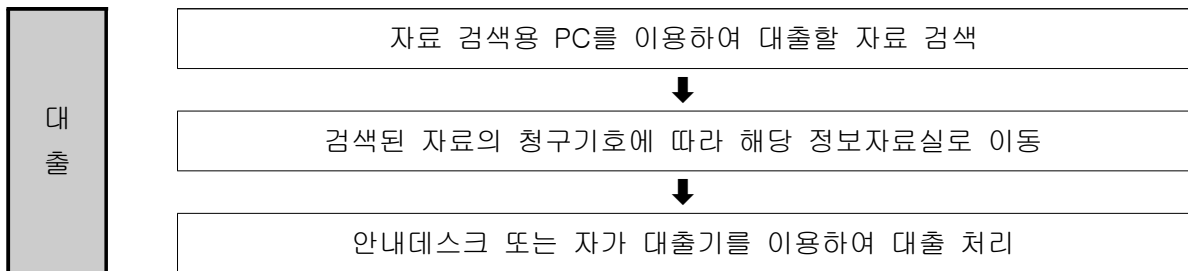 대
출
자료 검색용 PC를 이용하여 대출할 자료 검색
검색된 자료의 청구기호에 따라 해당 정보자료실로 이동
안내데스크 또는 자가 대출기를 이용하여 대출 처리